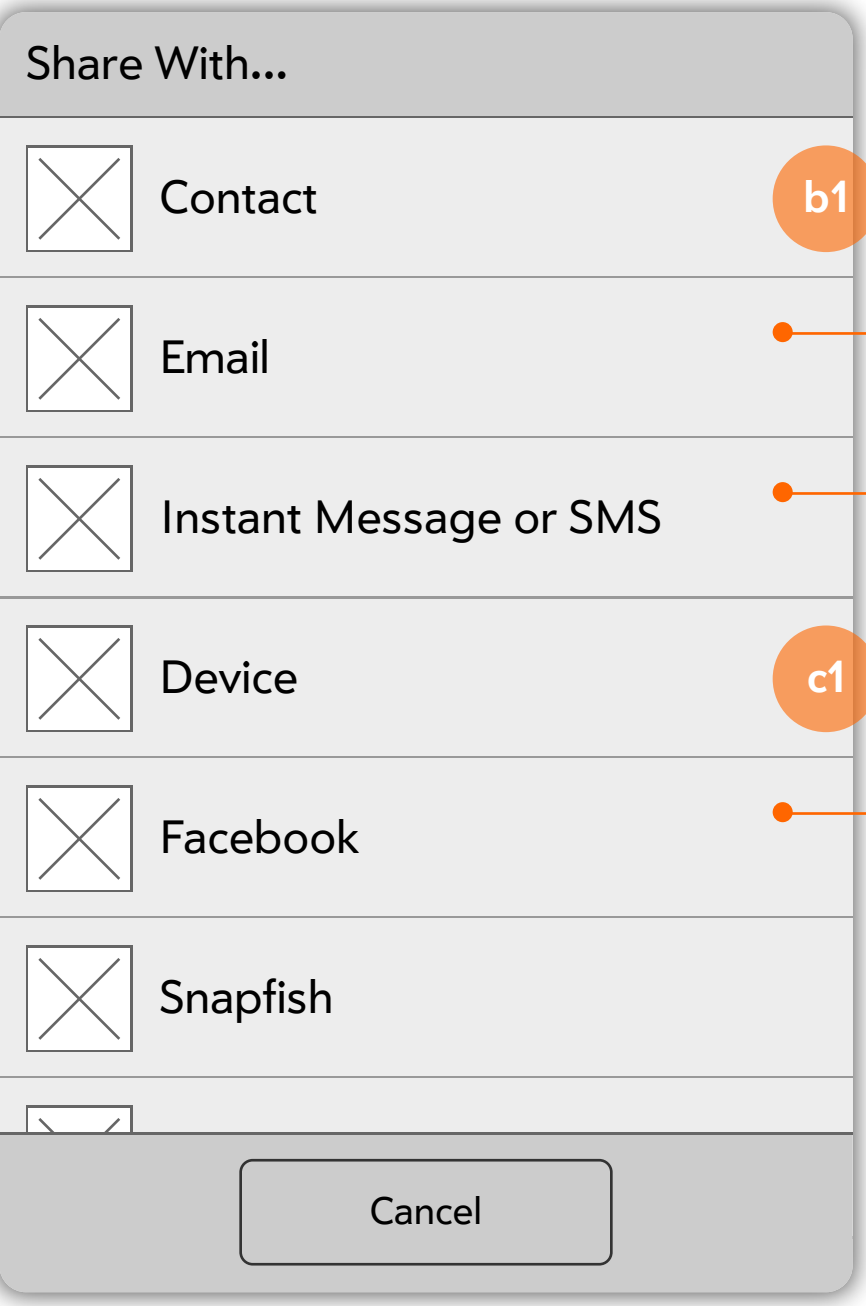 Share With...
Contact
b1
Email
Instant Message or SMS
Device
c1
Facebook
Snapfish
Cancel